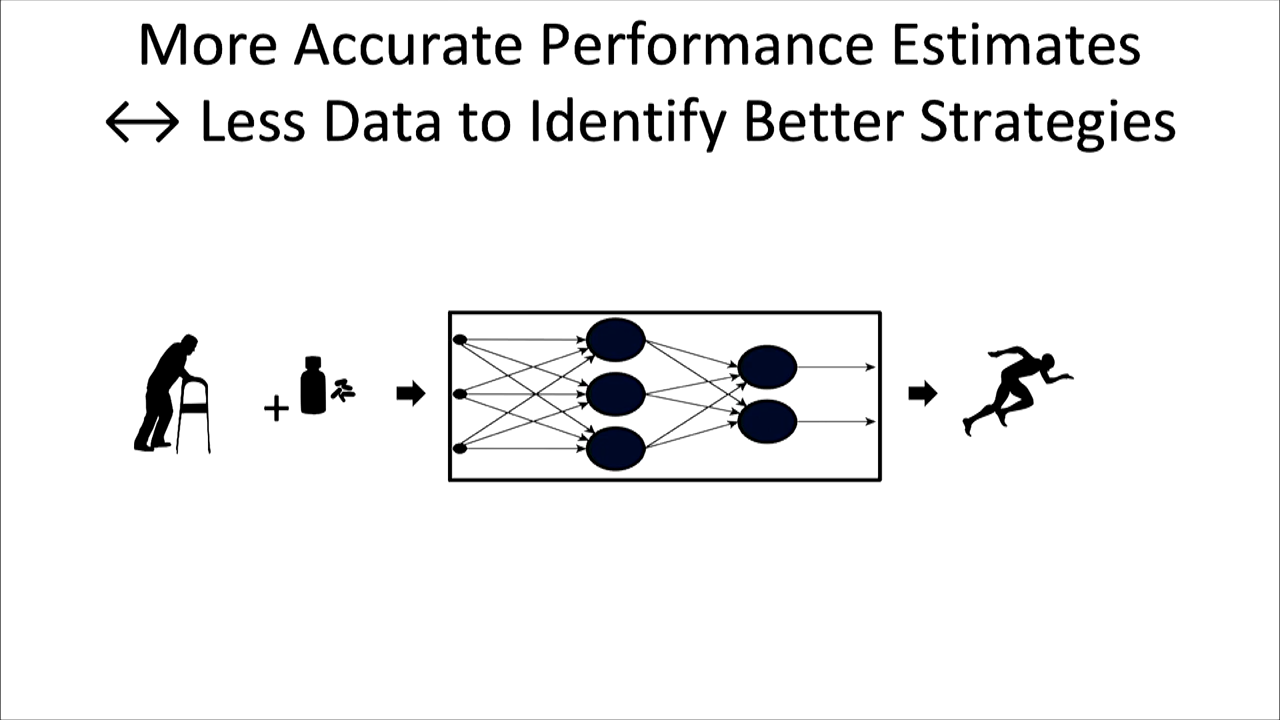 More Accurate Performance Estimates
↔ Less Data to Identify Better Strategies
+